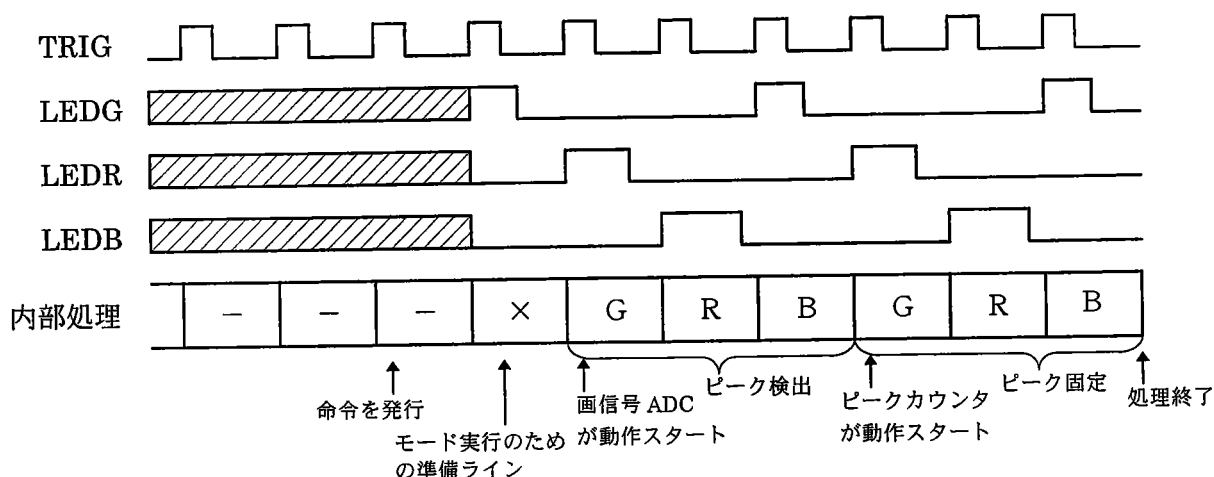 TRIG
LEDG
LEDR
LEDB
内部処理
－ － － × G R B G R B
命令を発行
モード実行のため
の準備ライン
画信号 ADC
が動作スタート
ピーク検出
ピークカウンタ
が動作スタート
ピーク固定
処理終了